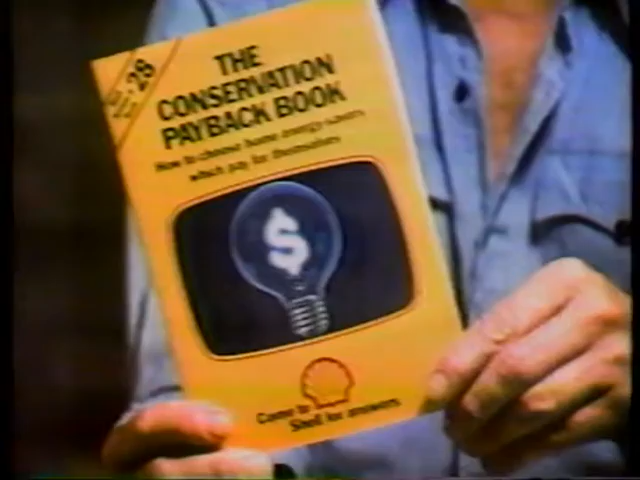 28
THE
CONSERVATION
PAYBACK BOOK
How to choose home energy-savers
which pay for themselves
$
Come to
Shell for answers